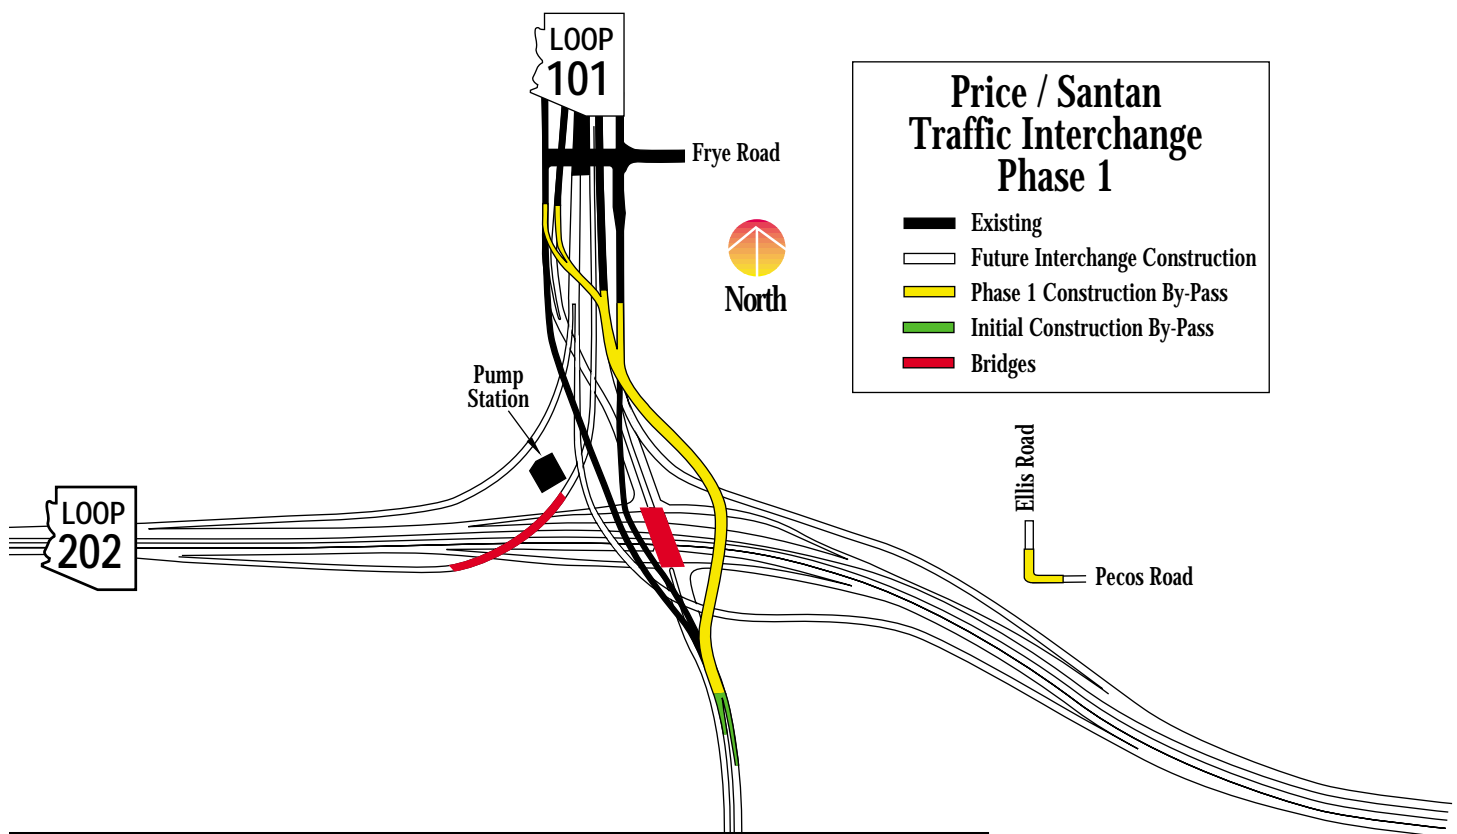 LOOP
101
Price / Santan
Traffic Interchange
Phase 1
Frye Road
Existing
Future Interchange Construction
Phase 1 Construction By-Pass
Initial Construction By-Pass
Bridges
North
Pump
Station
Ellis Road
Pecos Road
LOOP
202